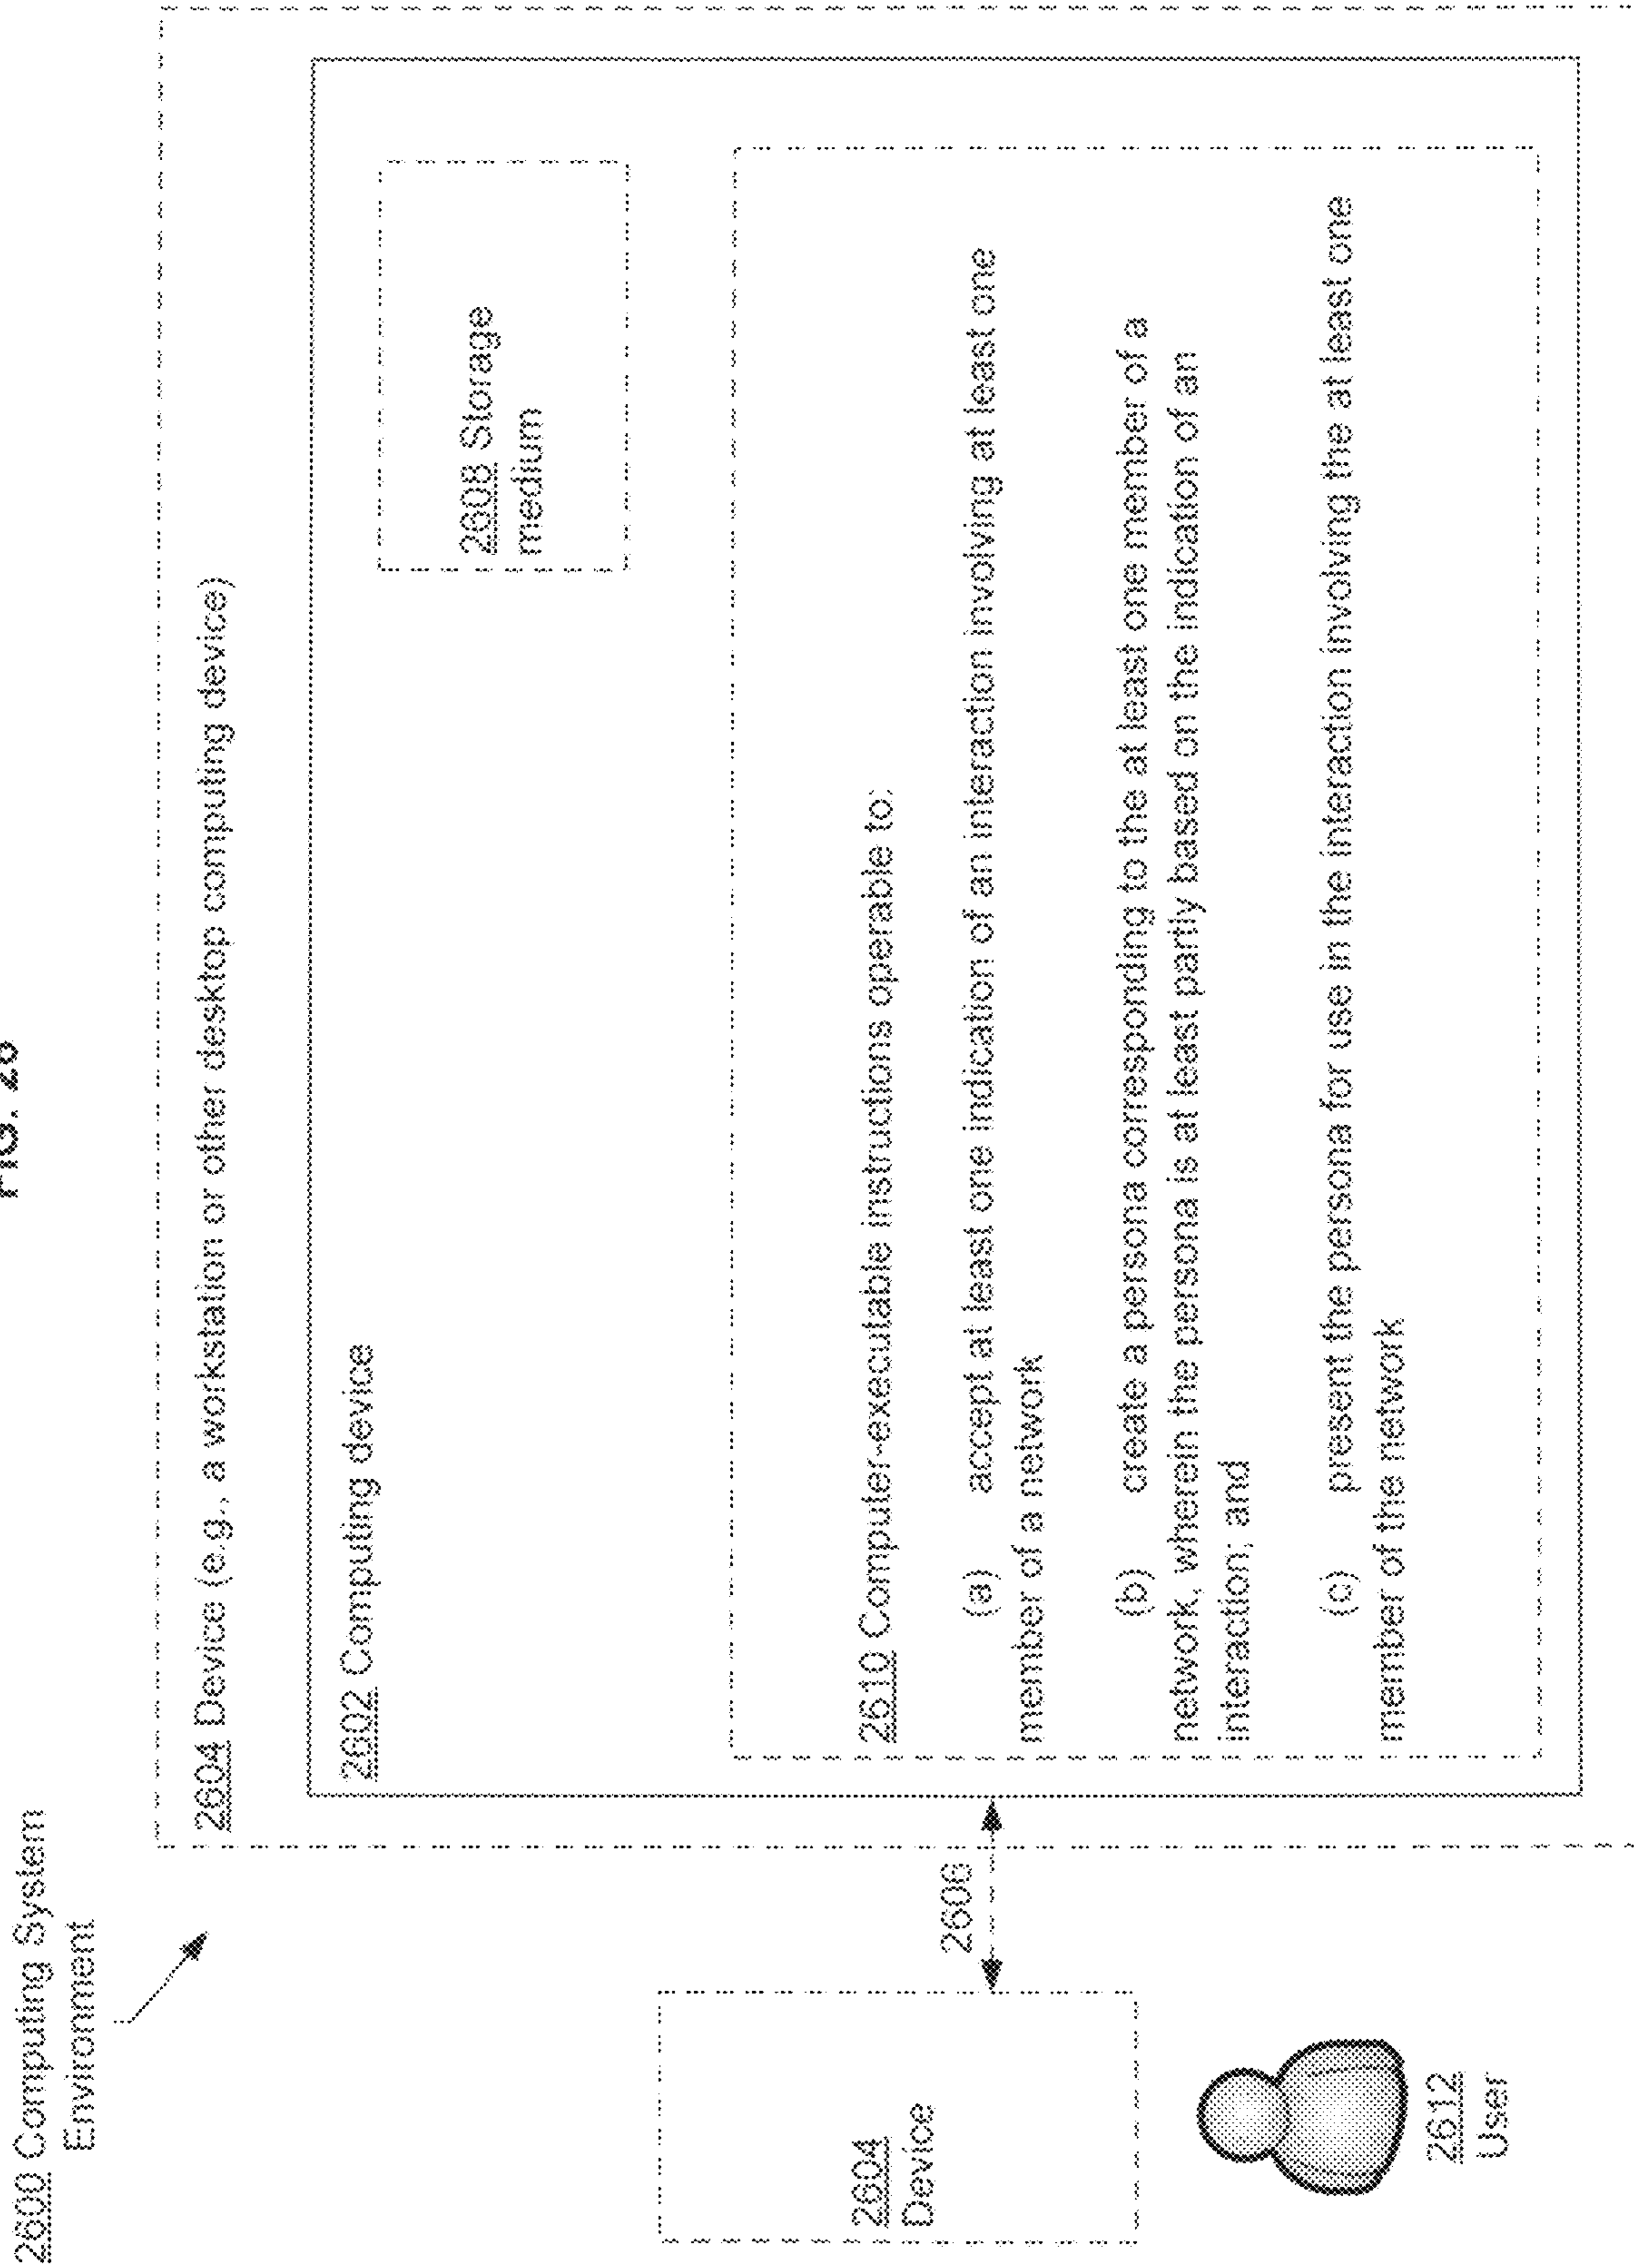 FIG. 26
2600 Computing System
Environment
2604 Device (e.g., a workstation or other desktop computing device)
2602 Computing device
2608 Storage
medium
2610 Computer-executable instructions operable to:
(a) accept at least one indication of an interaction involving at least one
member of a network
(b) create a persona corresponding to the at least one member of a
network, wherein the persona is at least partly based on the indication of an
interaction; and
(c) present the persona for use in the interaction involving the at least one
member of the network
2606
2604
Device
2612
User